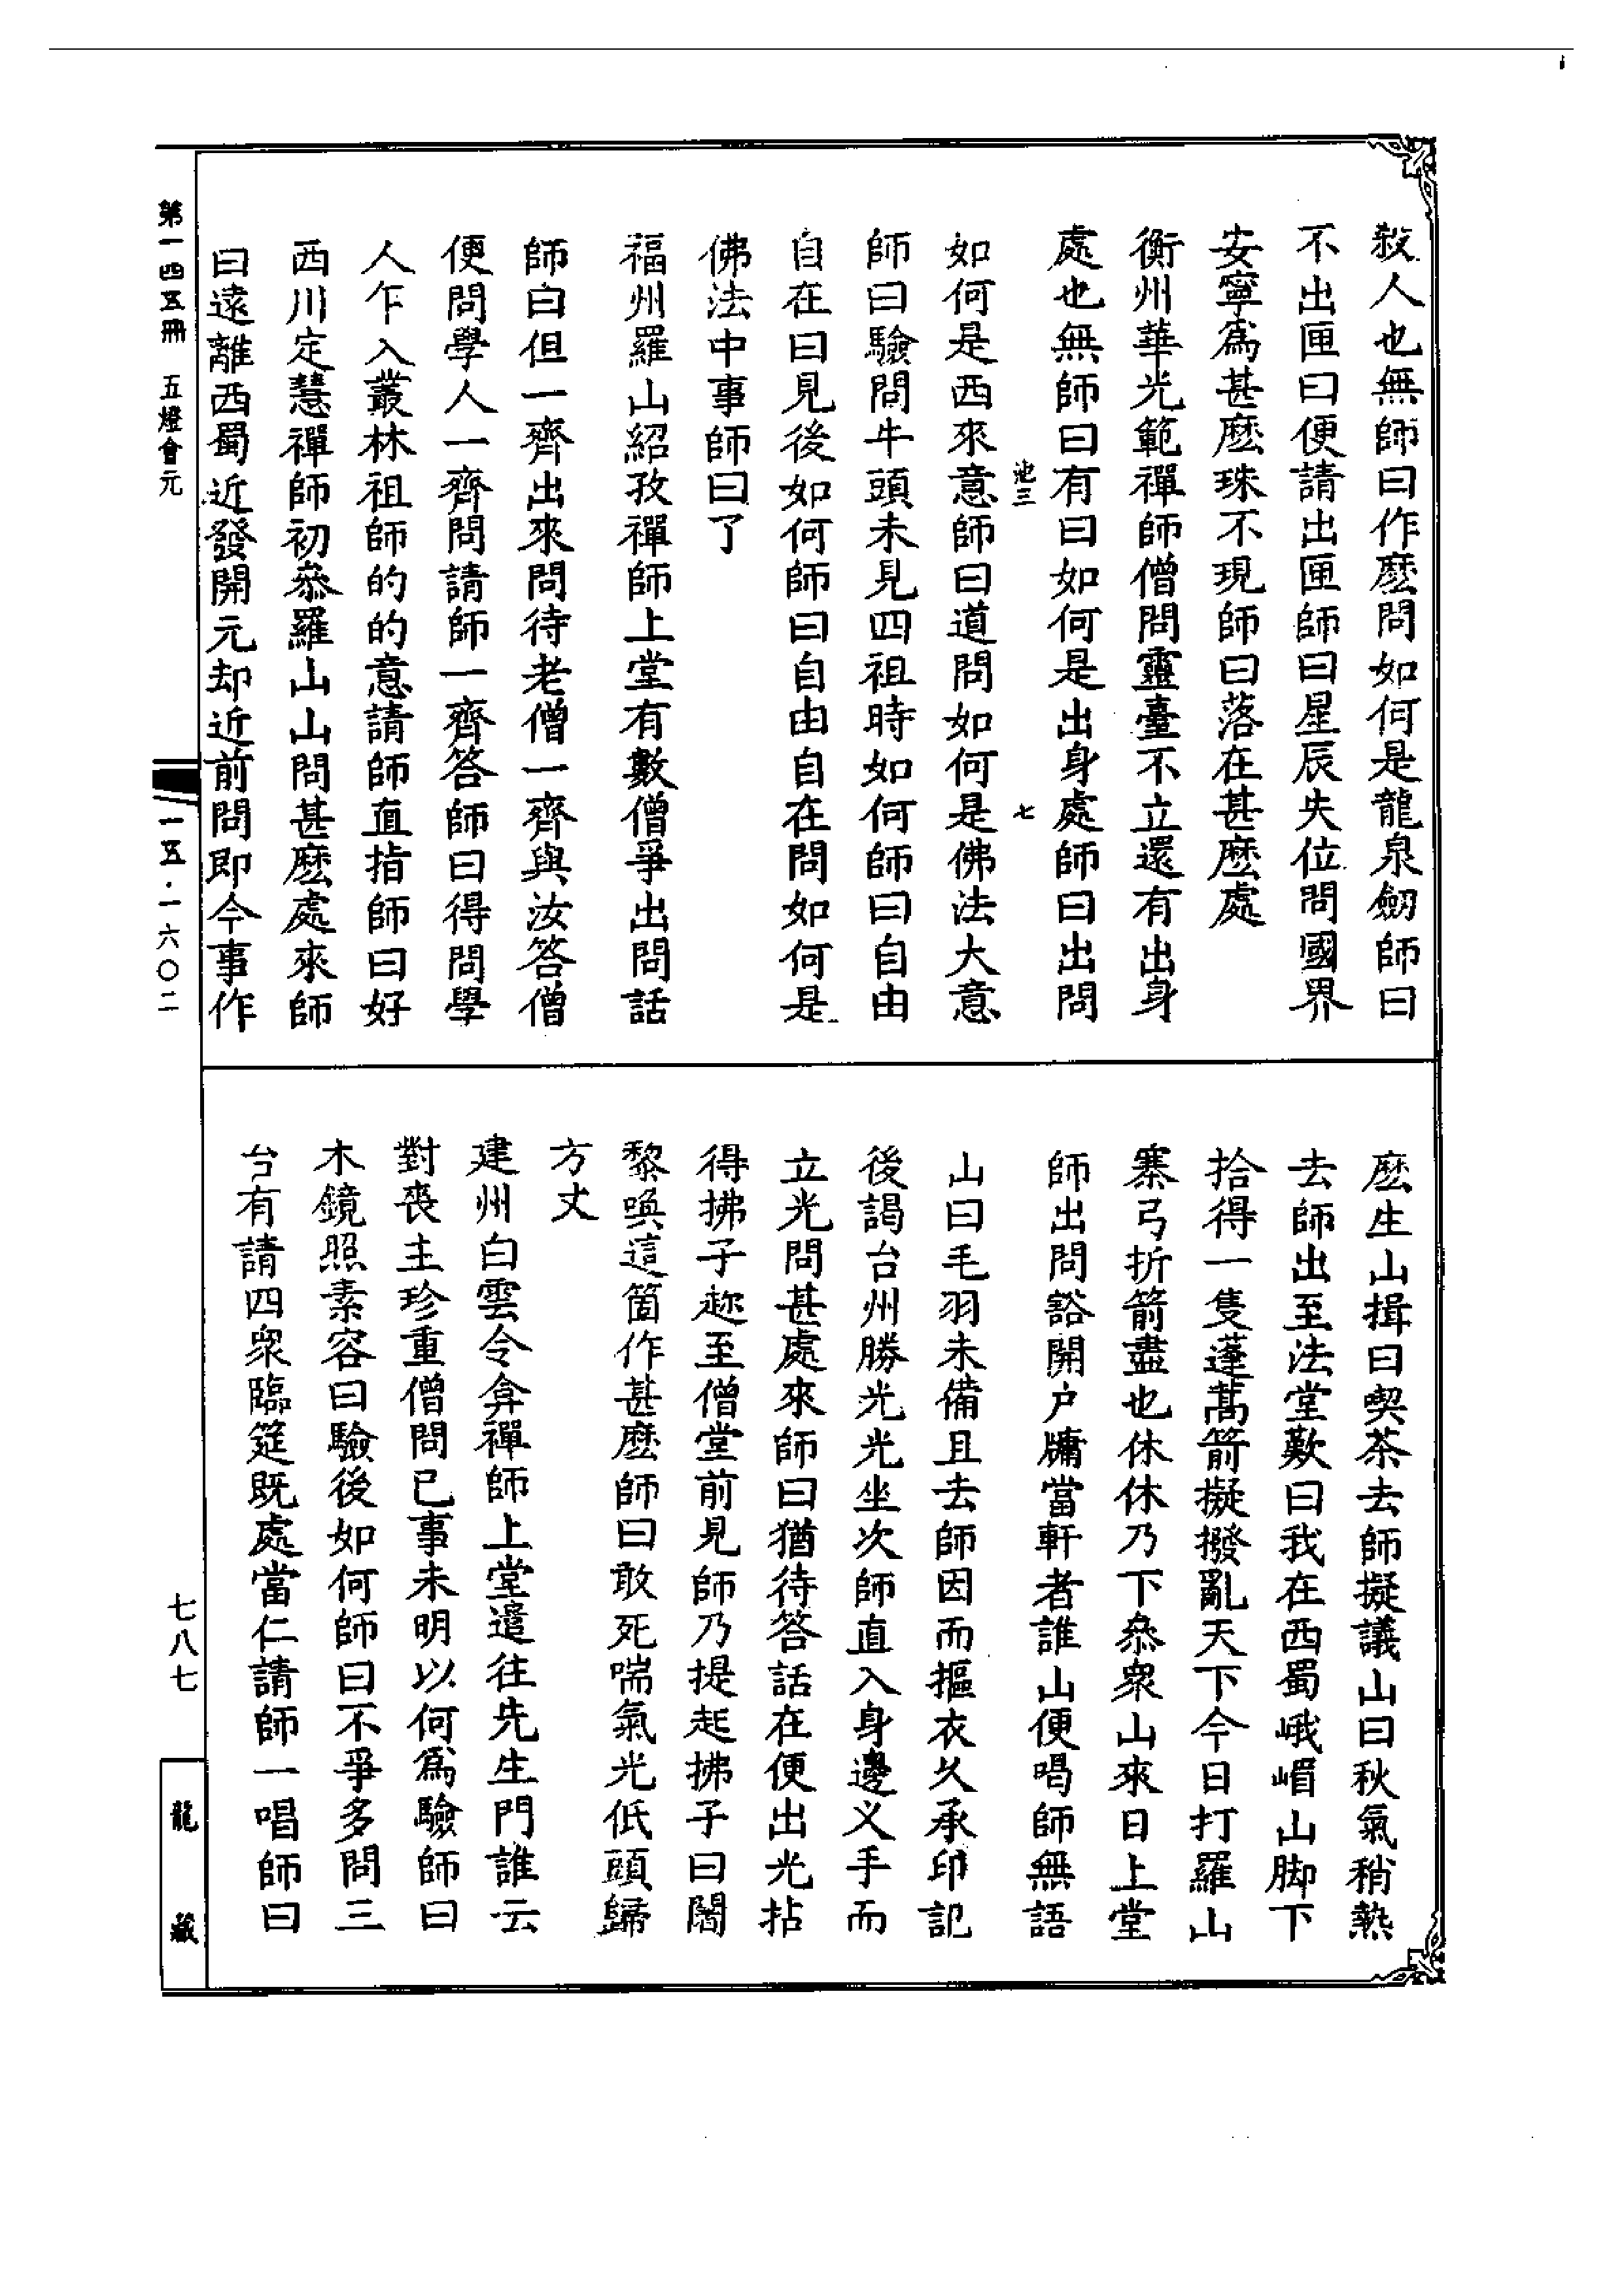 殺人也無師曰作麽問如何是龍泉劒師曰
不出匣曰便請出匣師曰星辰失位問國界
安寧爲甚麽珠不現師曰落在甚麽處
衡州華光範禪師僧問靈臺不立還有出身
處也無師曰有曰如何是出身處師曰出問
池三　七
如何是西來意師曰道問如何是佛法大意
師曰驗問牛頭未見四祖時如何師曰自由
自在曰見後如何師曰自由自在問如何是
佛法中事師曰了
福州羅山紹孜禪師上堂有數僧爭出問話
師曰但一齊出來問待老僧一齊與汝答僧
便問學人一齊問請師一齊答師曰得問學
人乍入叢林祖師的的意請師直指師曰好
西川定慧禪師初叅羅山山問甚麽處來師
曰遠離西蜀近發開元却近前問即今事作
麽生山揖曰喫茶去師擬議山曰秋氣稍熱
去師出至法堂歎曰我在西蜀峨嵋山脚下
拾得一隻蓬蒿箭擬撥亂天下今日打羅山
寨弓折箭盡也休休乃下叅衆山來日上堂
師出問豁開户牖當軒者誰山便喝師無語
山曰毛羽未備且去師因而摳衣久承印記
後謁台州勝光光坐次師直入身邊叉手而
立光問甚處來師曰猶待答話在便出光拈
得拂子趂至僧堂前見師乃提起拂子曰闍
黎喚這箇作甚麽師曰敢死喘氣光低頭歸
方丈
建州白雲令弇禪師上堂遣往先生門誰云
對喪主珍重僧問己事未明以何爲驗師曰
木鏡照素容曰驗後如何師曰不爭多問三
台有請四衆臨筵既處當仁請師一唱師曰
第一四五冊　五燈會元
一五·一六〇二
七八七
龍藏